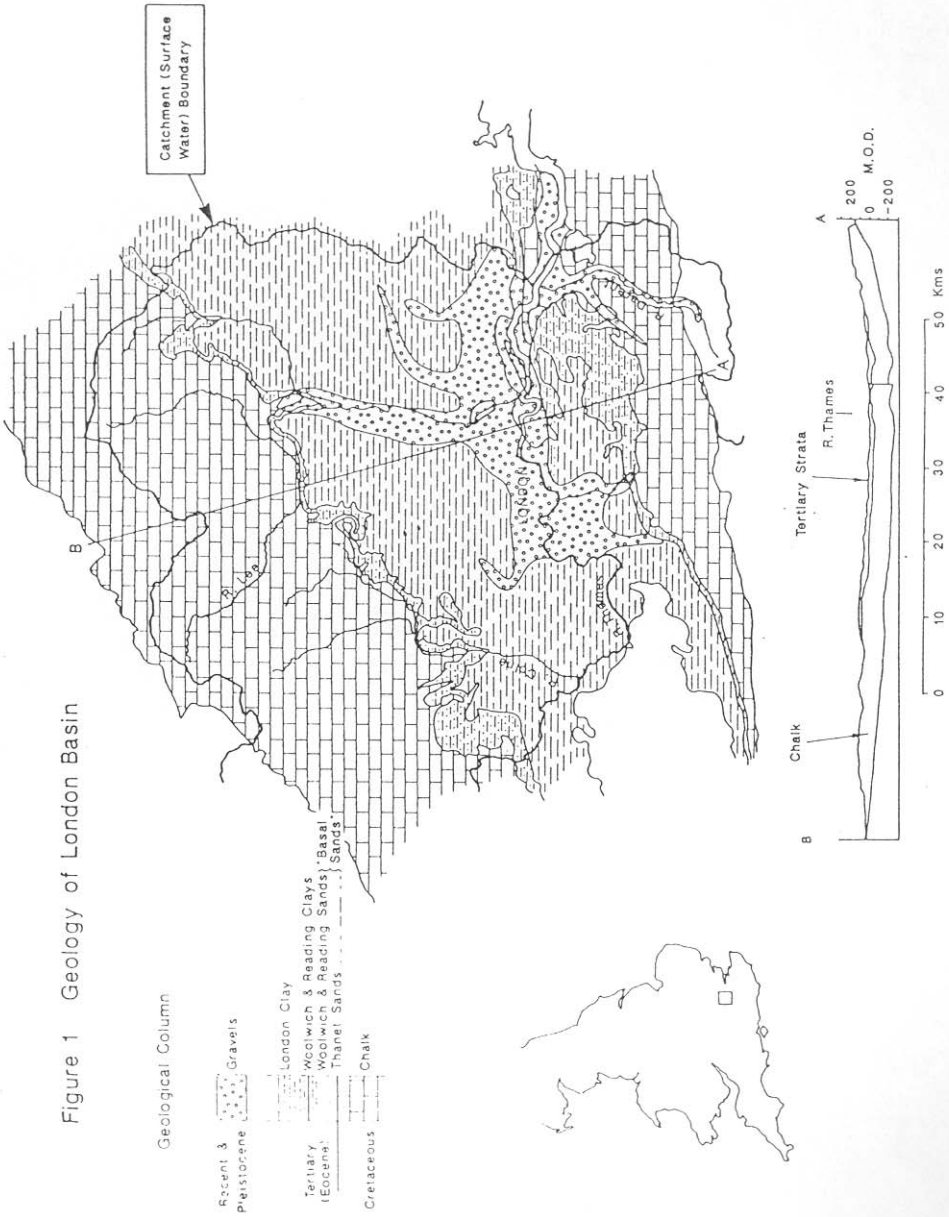 Figure 1 Geology of London Basin
Geological Column
Recent &
Pleistocene
Gravels
London Clay
Tertiary
(Eocene)
Woolwich & Reading Clays
Woolwich & Reading Sands} "Basal
Thanet Sands } Sands"
Cretaceous
Chalk
Catchment (Surface
Water) Boundary
B
R. Lee
LONDON
R. Thames
Colne
A
B
Chalk
Tertiary Strata
R. Thames
A
200
0
-200
M.O.D.
0 10 20 30 40 50 Kms